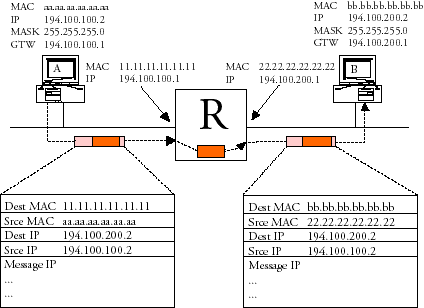 MAC aa.aa.aa.aa.aa.aa
IP 194.100.100.2
MASK 255.255.255.0
GTW 194.100.100.1
MAC bb.bb.bb.bb.bb.bb
IP 194.100.200.2
MASK 255.255.255.0
GTW 194.100.200.1
A
MAC 11.11.11.11.11.11
IP 194.100.100.1
MAC 22.22.22.22.22.22
IP 194.100.200.1
B
R
Dest MAC 11.11.11.11.11.11
Srce MAC aa.aa.aa.aa.aa.aa
Dest IP 194.100.200.2
Srce IP 194.100.100.2
Message IP
...
...
Dest MAC bb.bb.bb.bb.bb.bb
Srce MAC 22.22.22.22.22.22
Dest IP 194.100.200.2
Srce IP 194.100.100.2
Message IP
...
...